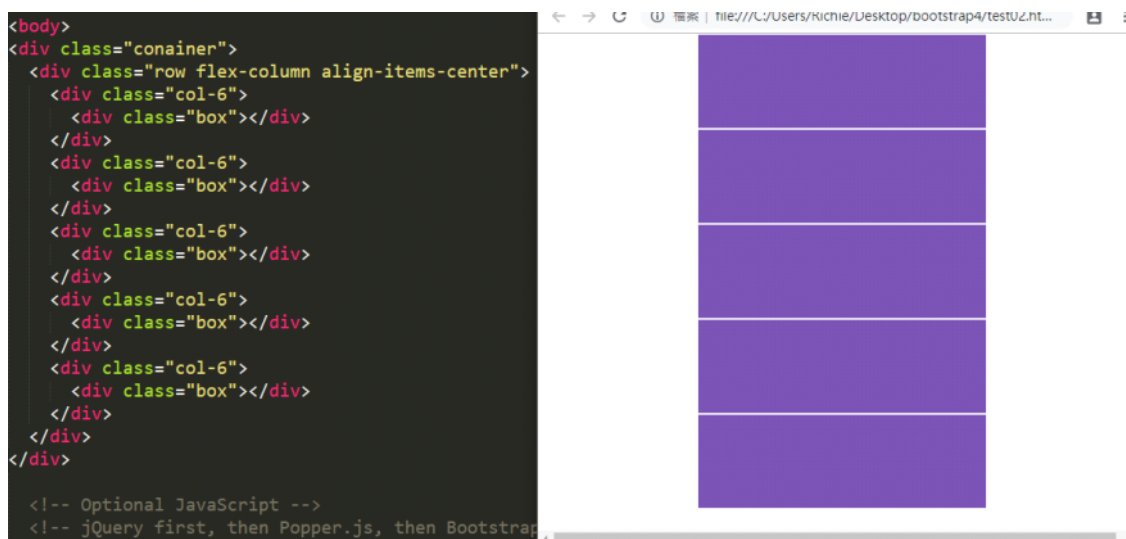 <body>
<div class="conainer">
<div class="row flex-column align-items-center">
<div class="col-6">
<div class="box"></div>
</div>
<div class="col-6">
<div class="box"></div>
</div>
<div class="col-6">
<div class="box"></div>
</div>
<div class="col-6">
<div class="box"></div>
</div>
<div class="col-6">
<div class="box"></div>
</div>
</div>
</div>
<!-- Optional JavaScript -->
<!-- jQuery first, then Popper.js, then Bootstrap
檔案 | file:///C:/Users/Richie/Desktop/bootstrap4/test02.ht...